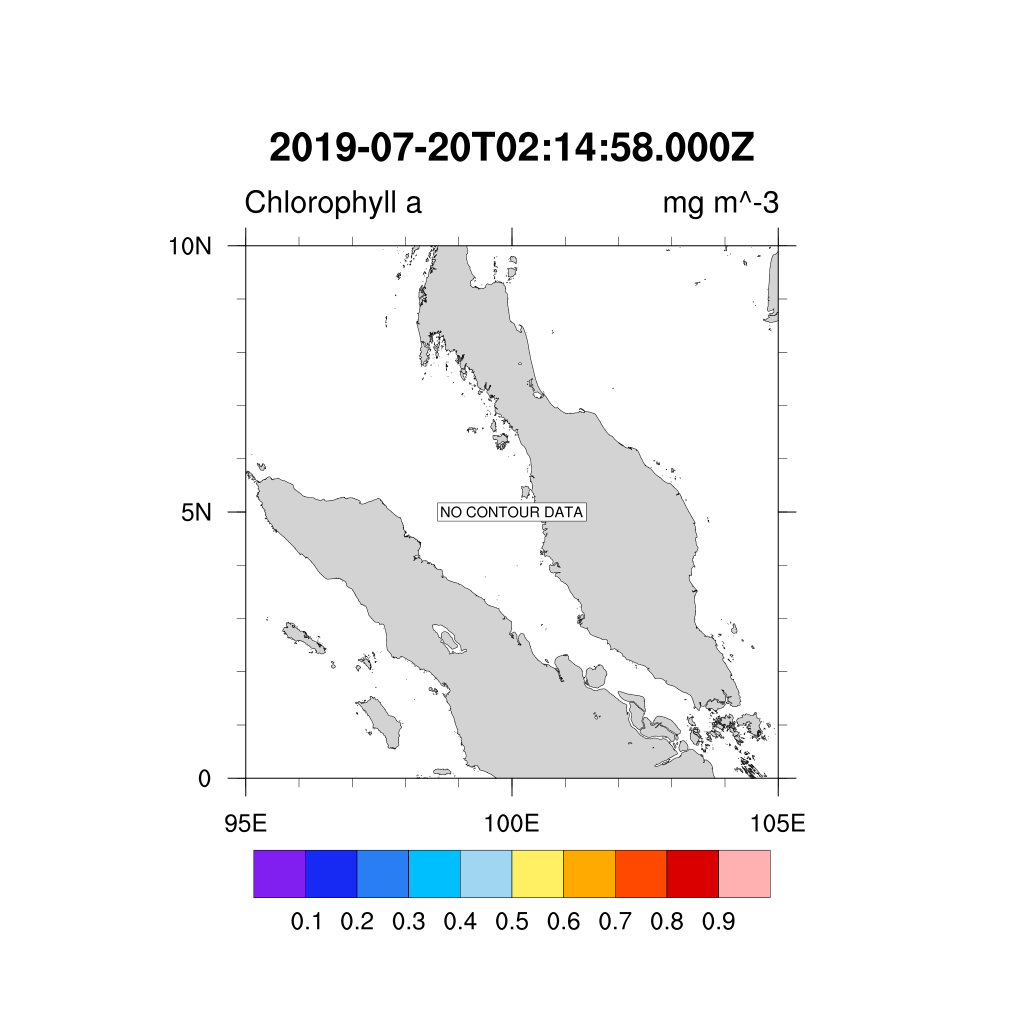 2019-07-20T02:14:58.000Z
Chlorophyll a mg m^-3
10N
5N
NO CONTOUR DATA
0
95E 100E 105E
0.1 0.2 0.3 0.4 0.5 0.6 0.7 0.8 0.9